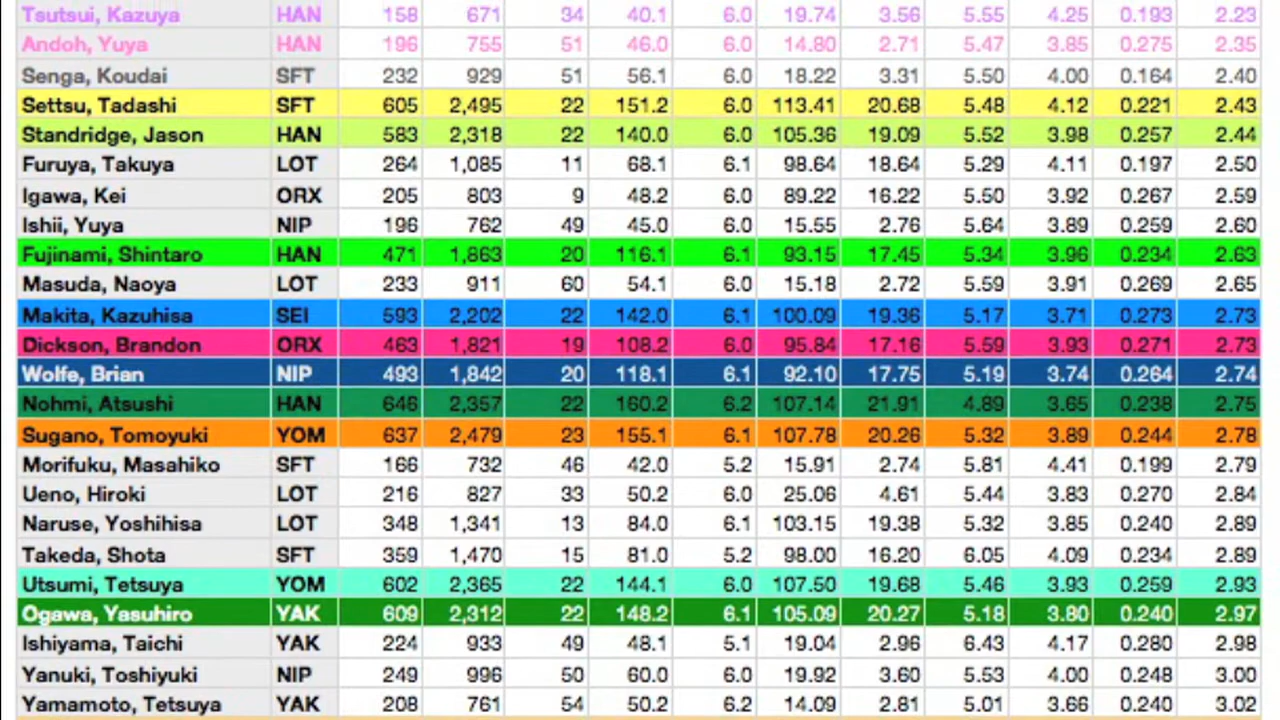 Tsutsui, Kazuya HAN 158 671 34 40.1 6.0 19.74 3.56 5.55 4.25 0.193 2.23
Andoh, Yuya HAN 196 755 51 46.0 6.0 14.80 2.71 5.47 3.85 0.275 2.35
Senga, Koudai SFT 232 929 51 56.1 6.0 18.22 3.31 5.50 4.00 0.164 2.40
Settsu, Tadashi SFT 605 2,495 22 151.2 6.0 113.41 20.68 5.48 4.12 0.221 2.43
Standridge, Jason HAN 583 2,318 22 140.0 6.0 105.36 19.09 5.52 3.98 0.257 2.44
Furuya, Takuya LOT 264 1,085 11 68.1 6.1 98.64 18.64 5.29 4.11 0.197 2.50
Igawa, Kei ORX 205 803 9 48.2 6.0 89.22 16.22 5.50 3.92 0.267 2.59
Ishii, Yuya NIP 196 762 49 45.0 6.0 15.55 2.76 5.64 3.89 0.259 2.60
Fujinami, Shintaro HAN 471 1,863 20 116.1 6.1 93.15 17.45 5.34 3.96 0.234 2.63
Masuda, Naoya LOT 233 911 60 54.1 6.0 15.18 2.72 5.59 3.91 0.269 2.65
Makita, Kazuhisa SEI 593 2,202 22 142.0 6.1 100.09 19.36 5.17 3.71 0.273 2.73
Dickson, Brandon ORX 463 1,821 19 108.2 6.0 95.84 17.16 5.59 3.93 0.271 2.73
Wolfe, Brian NIP 493 1,842 20 118.1 6.1 92.10 17.75 5.19 3.74 0.264 2.74
Nohmi, Atsushi HAN 646 2,357 22 160.2 6.2 107.14 21.91 4.89 3.65 0.238 2.75
Sugano, Tomoyuki YOM 637 2,479 23 155.1 6.1 107.78 20.26 5.32 3.89 0.244 2.78
Morifuku, Masahiko SFT 166 732 46 42.0 5.2 15.91 2.74 5.81 4.41 0.199 2.79
Ueno, Hiroki LOT 216 827 33 50.2 6.0 25.06 4.61 5.44 3.83 0.270 2.84
Naruse, Yoshihisa LOT 348 1,341 13 84.0 6.1 103.15 19.38 5.32 3.85 0.240 2.89
Takeda, Shota SFT 359 1,470 15 81.0 5.2 98.00 16.20 6.05 4.09 0.234 2.89
Utsumi, Tetsuya YOM 602 2,365 22 144.1 6.0 107.50 19.68 5.46 3.93 0.259 2.93
Ogawa, Yasuhiro YAK 609 2,312 22 148.2 6.1 105.09 20.27 5.18 3.80 0.240 2.97
Ishiyama, Taichi YAK 224 933 49 48.1 5.1 19.04 2.96 6.43 4.17 0.280 2.98
Yanuki, Toshiyuki NIP 249 996 50 60.0 6.0 19.92 3.60 5.53 4.00 0.248 3.00
Yamamoto, Tetsuya YAK 208 761 54 50.2 6.2 14.09 2.81 5.01 3.66 0.240 3.02